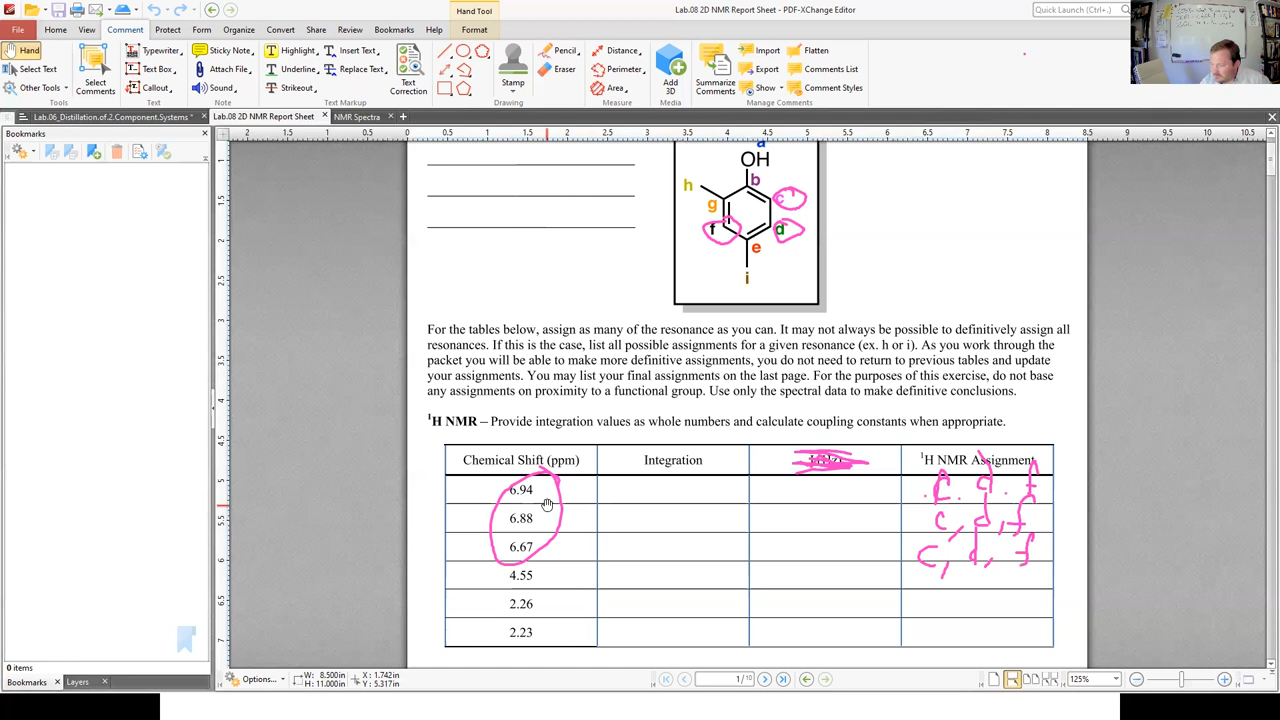 Hand Tool
Lab.08 2D NMR Report Sheet - PDF-XChange Editor
Quick Launch (Ctrl+.)
File Home View Comment Protect Form Organize Convert Share Review Bookmarks Help Format
Hand Typewriter Sticky Note Highlight Insert Text Pencil Distance Import Flatten
Select Text Text Box Attach File Underline Replace Text Eraser Perimeter Export Comments List
Other Tools Select Comments Callout Sound Strikeout Text Correction Stamp Area Add 3D Summarize Comments Show Comment Styles
Tools Text Note Text Markup Drawing Measure Media Manage Comments
Lab.06_Distillation.of.2.Component.Systems * Lab.08 2D NMR Report Sheet NMR Spectra
Bookmarks
a
OH
h b
g c
f d
e
i
For the tables below, assign as many of the resonance as you can. It may not always be possible to definitively assign all
resonances. If this is the case, list all possible assignments for a given resonance (ex. h or i). As you work through the
packet you will be able to make more definitive assignments, you do not need to return to previous tables and update
your assignments. You may list your final assignments on the last page. For the purposes of this exercise, do not base
any assignments on proximity to a functional group. Use only the spectral data to make definitive conclusions.
¹H NMR – Provide integration values as whole numbers and calculate coupling constants when appropriate.
Chemical Shift (ppm) Integration ¹H NMR Assignment
6.94 c, d, f
6.88 c, d, f
6.67 c, d, f
4.55
2.26
2.23
0 items
Bookmarks Layers
Options... W: 8.500in H: 11.000in X: 1.742in Y: 5.317in 1/10 125%